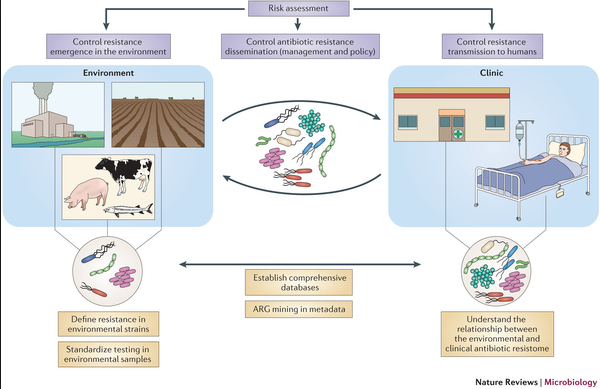 Risk assessment
Control resistance
emergence in the environment
Control antibiotic resistance
dissemination (management and policy)
Control resistance
transmission to humans
Environment
Clinic
Establish comprehensive
databases
ARG mining in metadata
Define resistance in
environmental strains
Standardize testing in
environmental samples
Understand the
relationship between
the environmental and
clinical antibiotic resistome
Nature Reviews | Microbiology